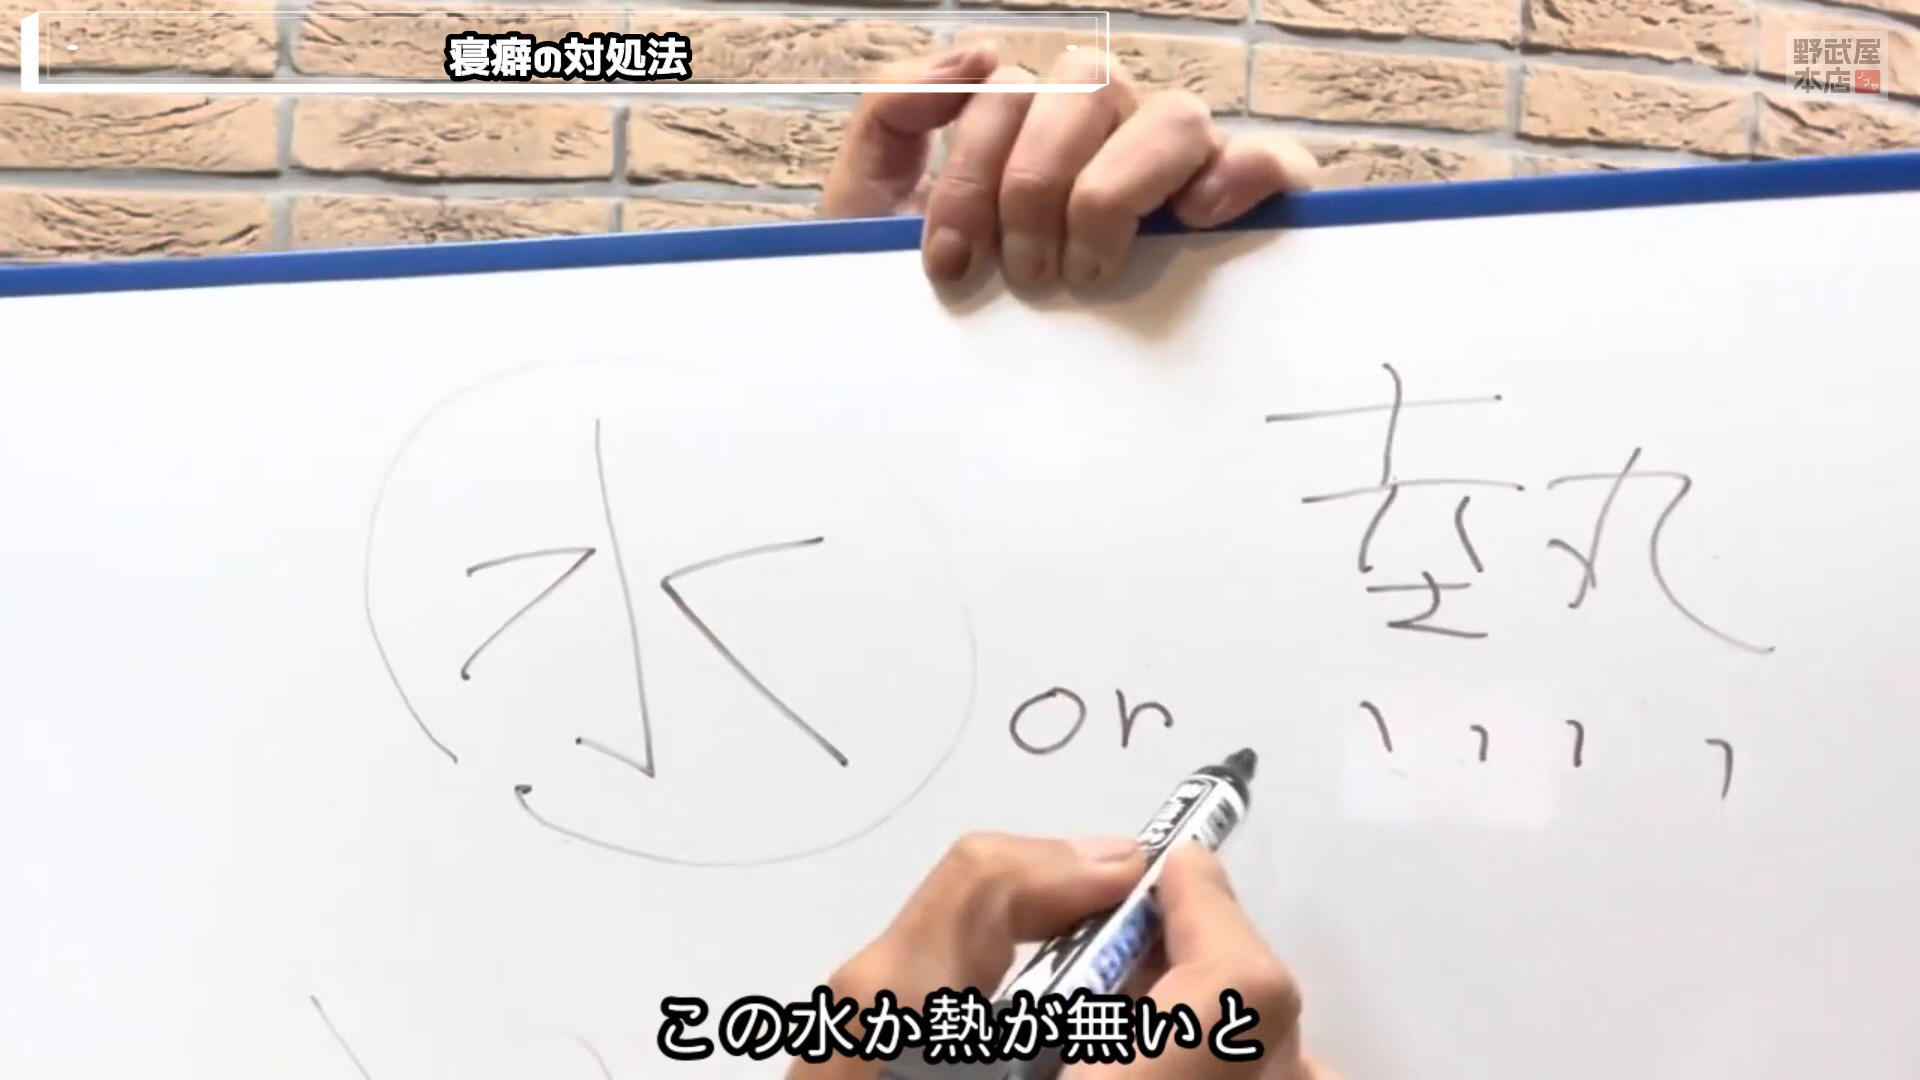 寝癖の対処法
野武屋
本店
水 or 熱
この水か熱が無いと